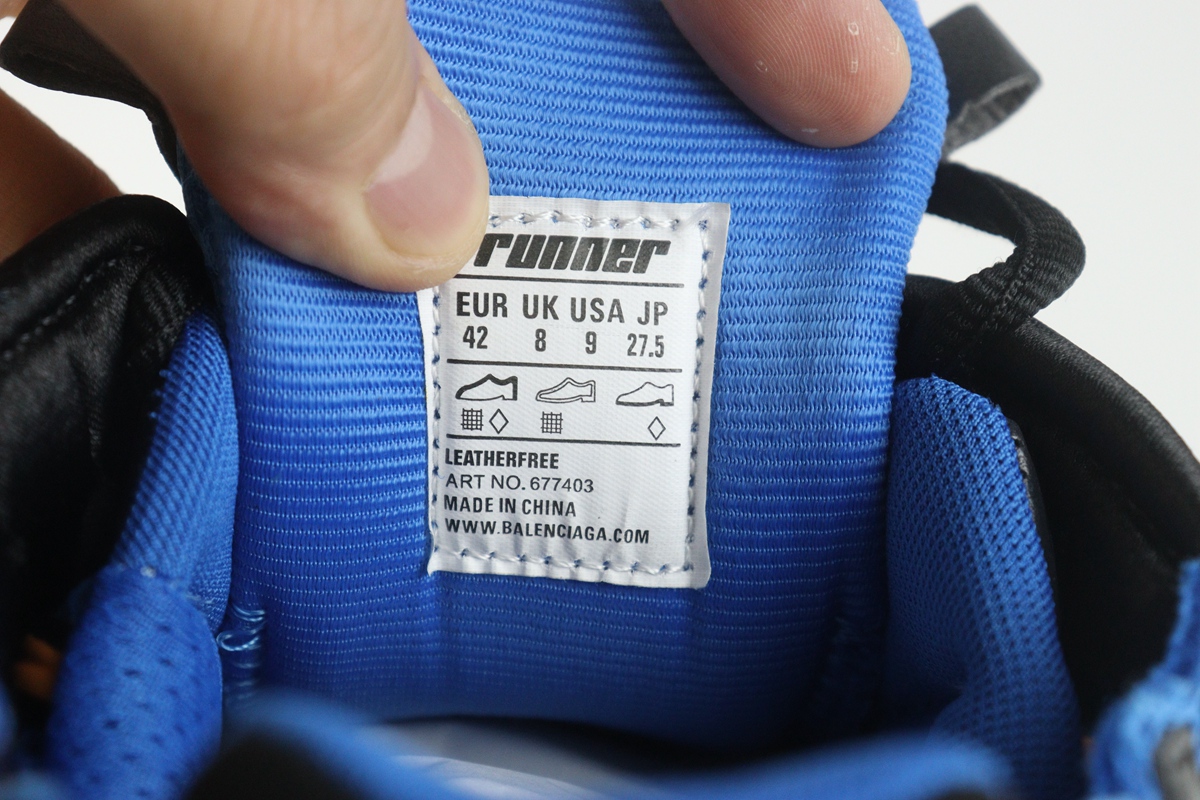 runner
EUR UK USA JP
42 8 9 27.5
LEATHERFREE
ART NO. 677403
MADE IN CHINA
WWW.BALENCIAGA.COM